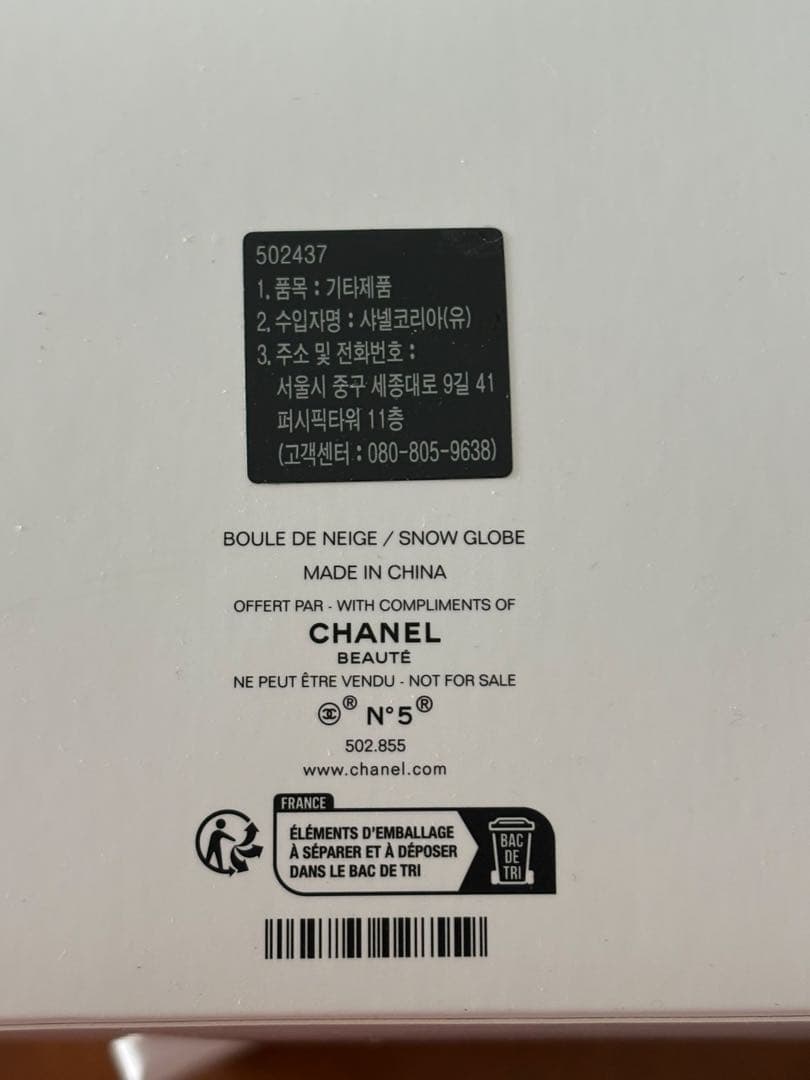 502437
1. 품목 : 기타제품
2. 수입자명 : 샤넬코리아(유)
3. 주소 및 전화번호 :
서울시 중구 세종대로 9길 41
퍼시픽타워 11층
(고객센터 : 080-805-9638)
BOULE DE NEIGE / SNOW GLOBE
MADE IN CHINA
OFFERT PAR - WITH COMPLIMENTS OF
CHANEL
BEAUTÉ
NE PEUT ÊTRE VENDU - NOT FOR SALE
® N°5®
502.855
www.chanel.com
FRANCE
ÉLÉMENTS D'EMBALLAGE
À SÉPARER ET À DÉPOSER
DANS LE BAC DE TRI
BAC
DE
TRI